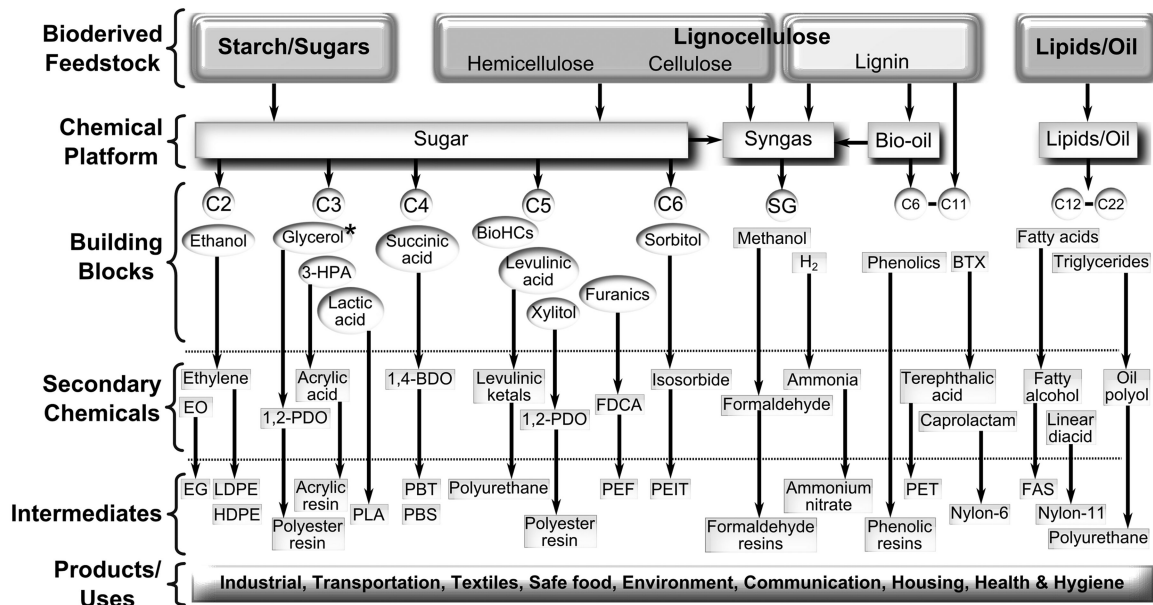 Bioderived
Feedstock
Starch/Sugars
Lignocellulose
Hemicellulose
Cellulose
Lignin
Lipids/Oil
Chemical
Platform
Sugar
Syngas
Bio-oil
Lipids/Oil
Building
Blocks
C2
C3
C4
C5
C6
SG
C6 - C11
C12 - C22
Ethanol
Glycerol*
3-HPA
Lactic
acid
Succinic
acid
BioHCs
Levulinic
acid
Xylitol
Furanics
Sorbitol
Methanol
H₂
Phenolics
BTX
Fatty acids
Triglycerides
Secondary
Chemicals
Ethylene
EO
1,2-PDO
Acrylic
acid
1,4-BDO
Levulinic
ketals
1,2-PDO
FDCA
Isosorbide
Formaldehyde
Ammonia
Terephthalic
acid
Caprolactam
Fatty
alcohol
Linear
diacid
Oil
polyol
Intermediates
EG
LDPE
HDPE
Polyester
resin
Acrylic
resin
PLA
PBT
PBS
Polyurethane
Polyester
resin
PEF
PEIT
Formaldehyde
resins
Ammonium
nitrate
Phenolic
resins
PET
Nylon-6
FAS
Nylon-11
Polyurethane
Products/
Uses
Industrial, Transportation, Textiles, Safe food, Environment, Communication, Housing, Health & Hygiene